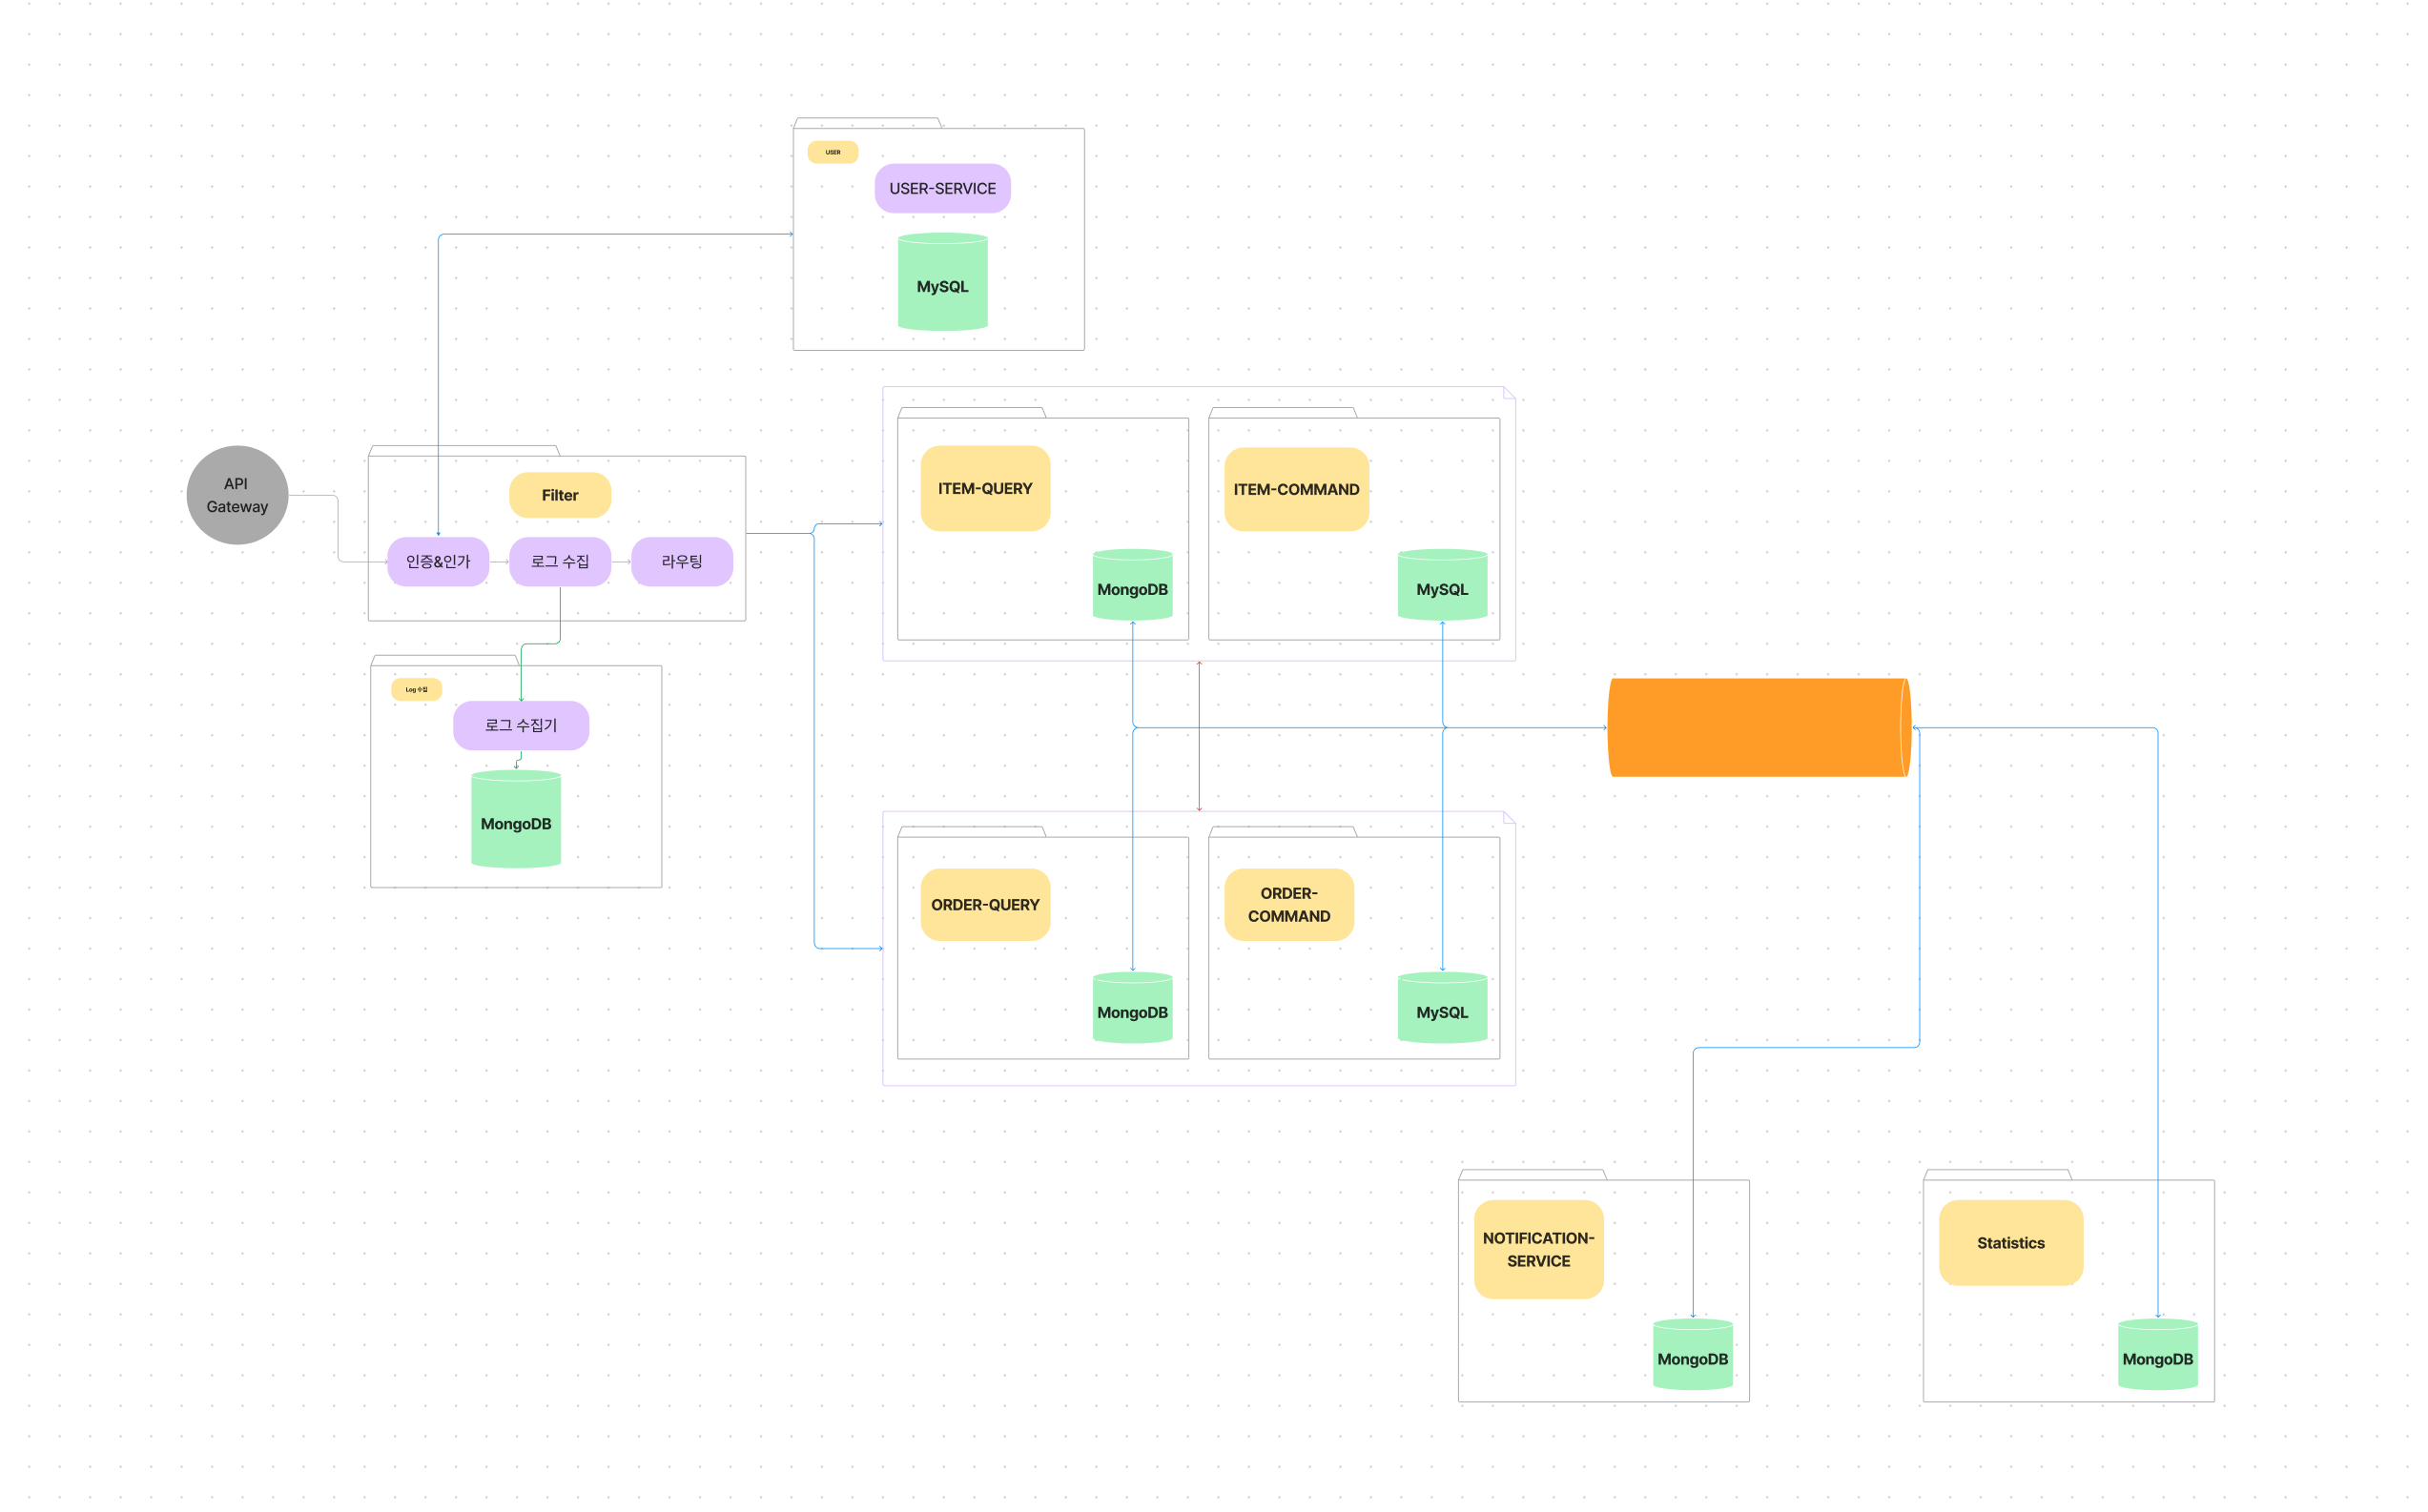 USER
USER-SERVICE
MySQL
API
Gateway
Filter
인증&인가
로그 수집
라우팅
Log 수집
로그 수집기
MongoDB
ITEM-QUERY
MongoDB
ITEM-COMMAND
MySQL
ORDER-QUERY
MongoDB
ORDER-
COMMAND
MySQL
NOTIFICATION-
SERVICE
MongoDB
Statistics
MongoDB